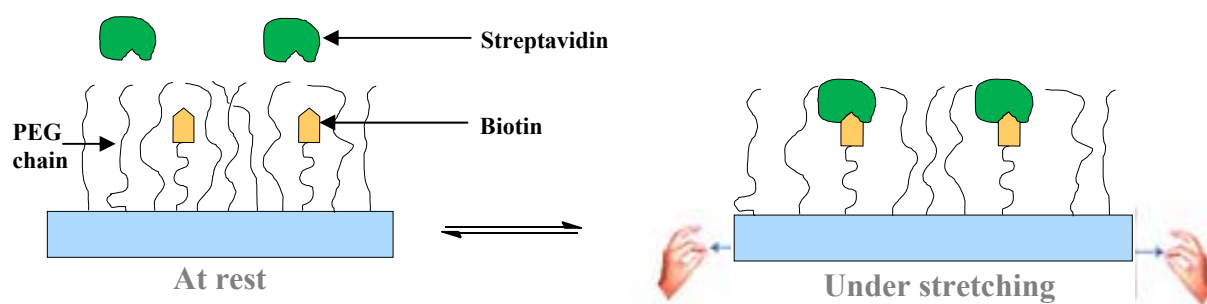 Streptavidin
PEG
chain
Biotin
At rest
Under stretching